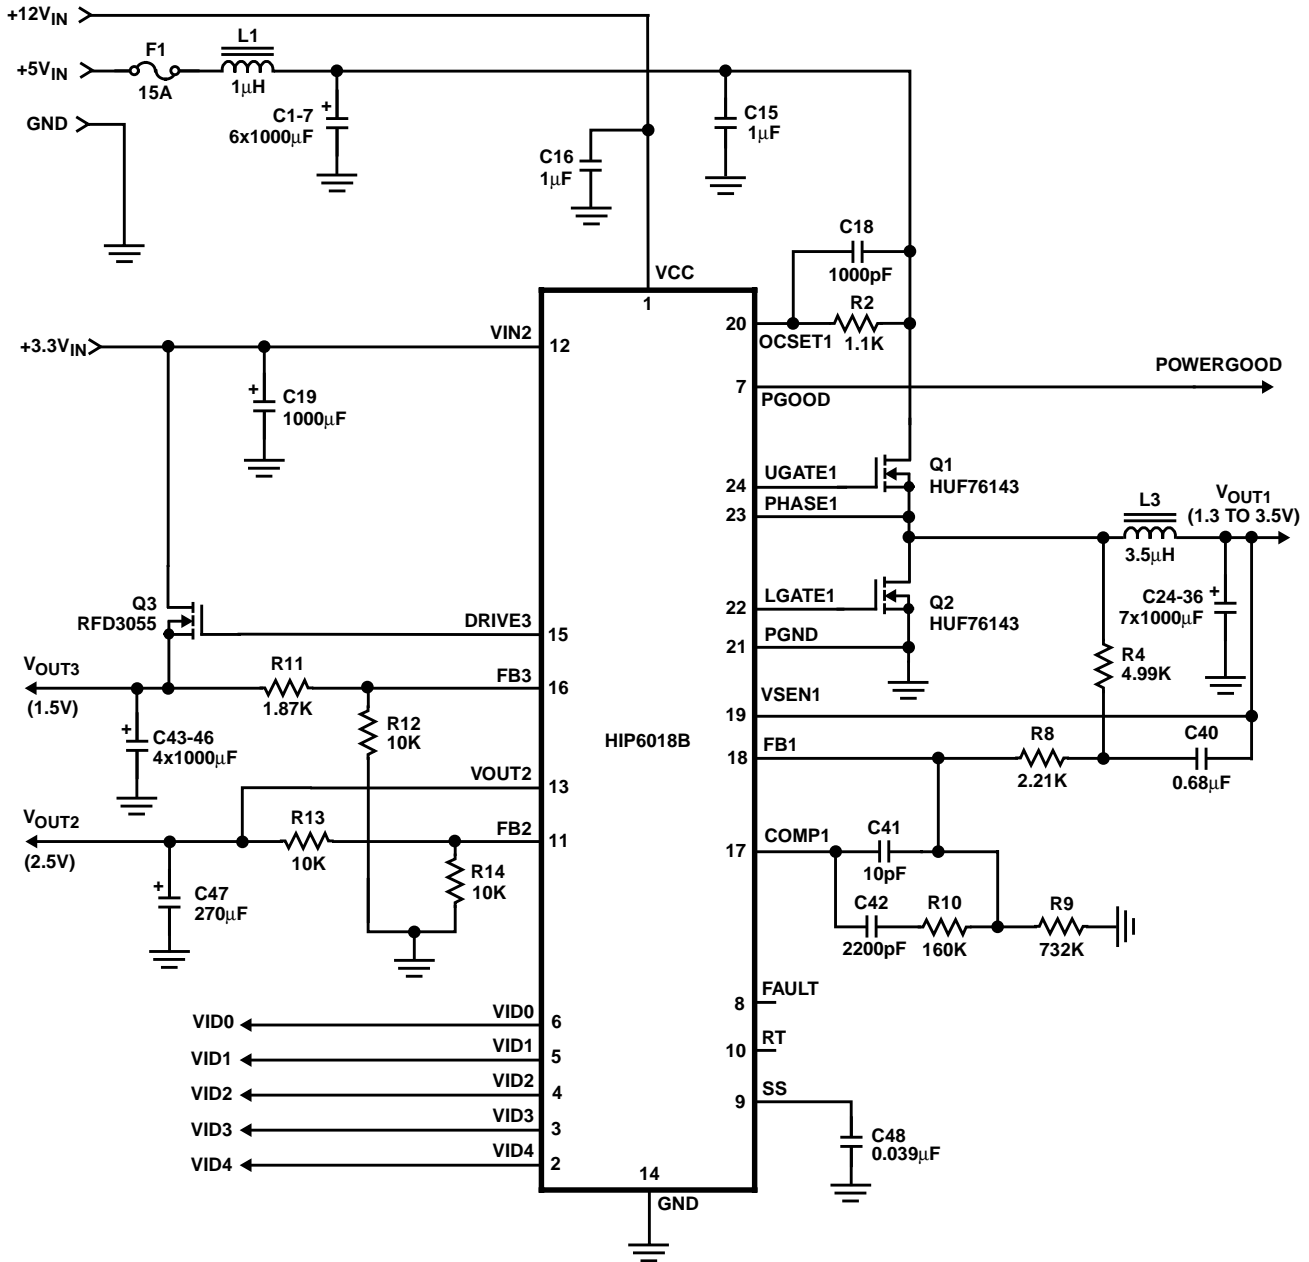 +12VIN
+5VIN
F1
15A
L1
1μH
GND
C1-7
6x1000μF
C16
1μF
C15
1μF
C18
1000pF
VCC
1
R2
1.1K
20
OCSET1
+3.3VIN
VIN2
12
C19
1000μF
7
PGOOD
POWERGOOD
UGATE1
24
Q1
HUF76143
PHASE1
23
L3
3.5μH
VOUT1
(1.3 TO 3.5V)
Q3
RFD3055
DRIVE3
15
LGATE1
22
Q2
HUF76143
C24-36
7x1000μF
PGND
21
R4
4.99K
VOUT3
(1.5V)
R11
1.87K
FB3
16
VSEN1
19
C43-46
4x1000μF
R12
10K
HIP6018B
FB1
18
R8
2.21K
C40
0.68μF
VOUT2
13
VOUT2
(2.5V)
R13
10K
FB2
11
R14
10K
C47
270μF
COMP1
17
C41
10pF
C42
2200pF
R10
160K
R9
732K
FAULT
8
RT
10
SS
9
C48
0.039μF
VID0
VID0
6
VID1
VID1
5
VID2
VID2
4
VID3
VID3
3
VID4
VID4
2
14
GND